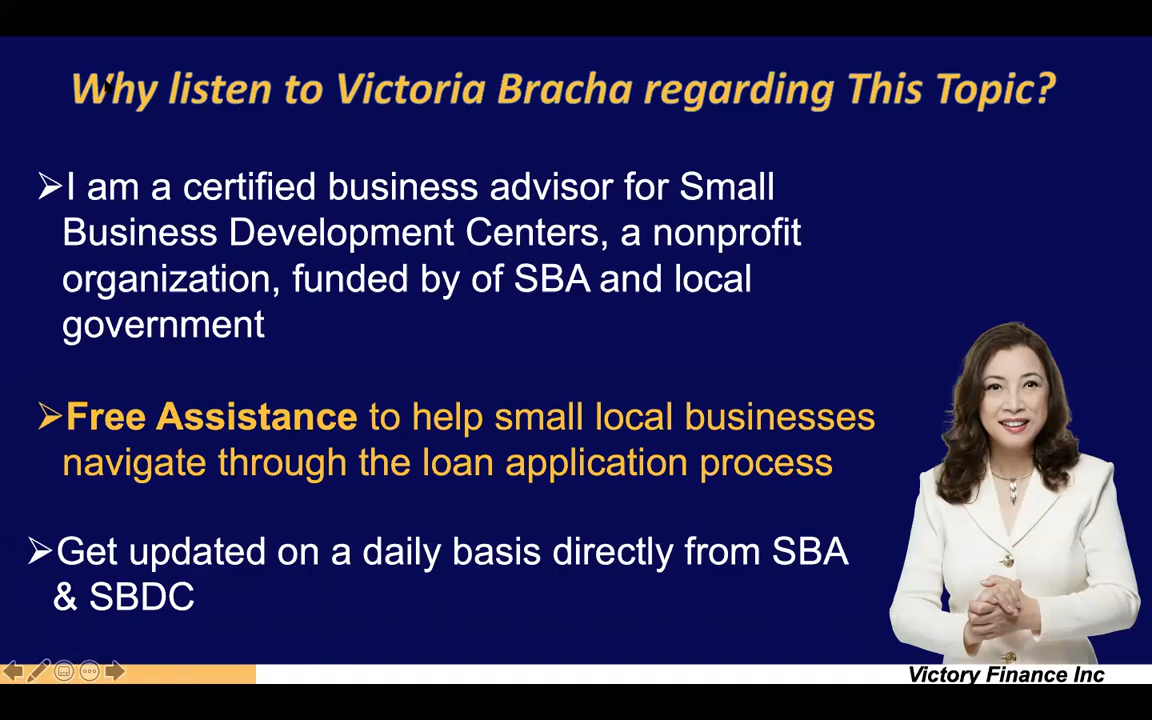 Why listen to Victoria Bracha regarding This Topic?
➢I am a certified business advisor for Small
Business Development Centers, a nonprofit
organization, funded by of SBA and local
government
➢Free Assistance to help small local businesses
navigate through the loan application process
➢Get updated on a daily basis directly from SBA
& SBDC
Victory Finance Inc